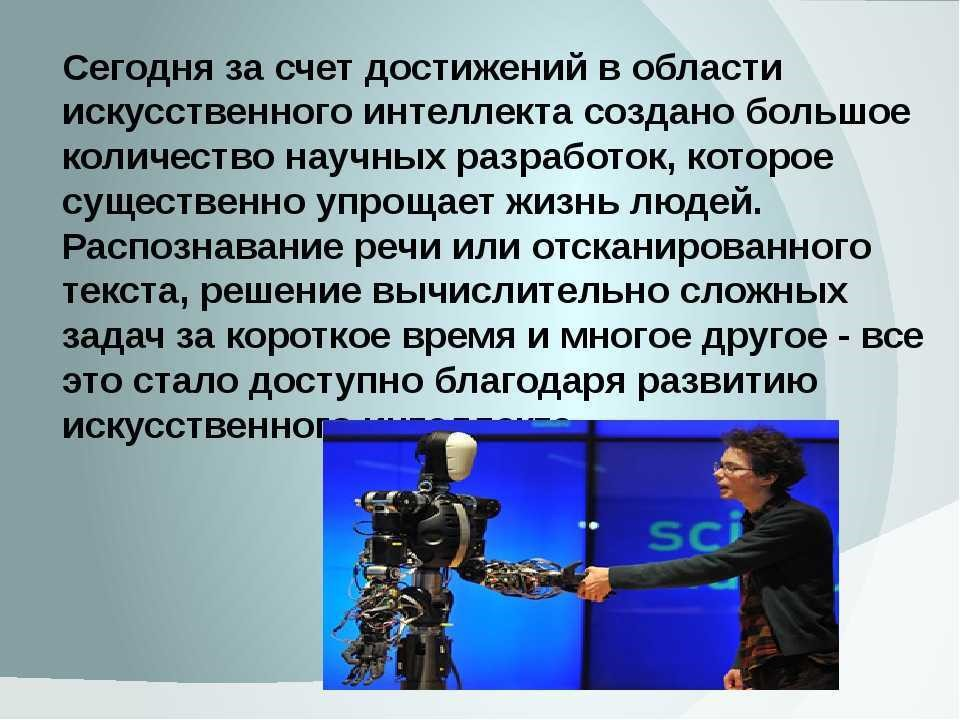 Сегодня за счет достижений в области
искусственного интеллекта создано большое
количество научных разработок, которое
существенно упрощает жизнь людей.
Распознавание речи или отсканированного
текста, решение вычислительно сложных
задач за короткое время и многое другое - все
это стало доступно благодаря развитию
искусственного интеллекта
sci